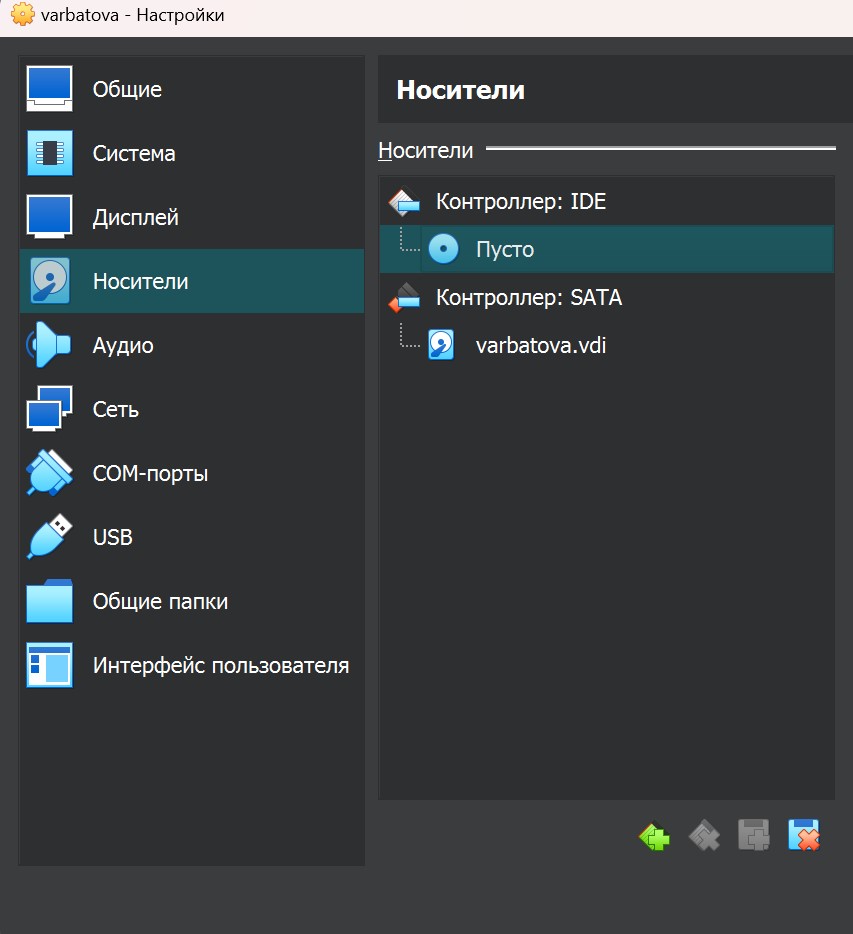 varbatova - Настройки
Общие
Система
Дисплей
Носители
Аудио
Сеть
COM-порты
USB
Общие папки
Интерфейс пользователя
Носители
Носители
Контроллер: IDE
Пусто
Контроллер: SATA
varbatova.vdi